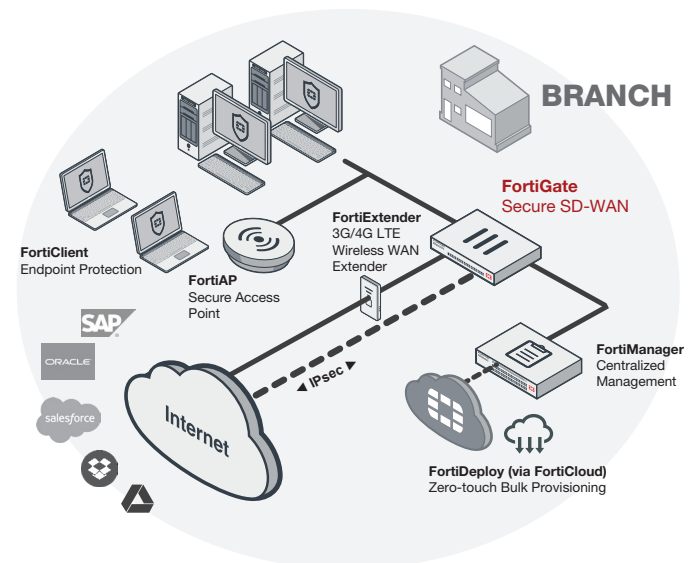 BRANCH
FortiGate
Secure SD-WAN
FortiExtender
3G/4G LTE
Wireless WAN
Extender
FortiClient
Endpoint Protection
FortiAP
Secure Access
Point
SAP
ORACLE
salesforce
Internet
IPsec
FortiManager
Centralized
Management
FortiDeploy (via FortiCloud)
Zero-touch Bulk Provisioning